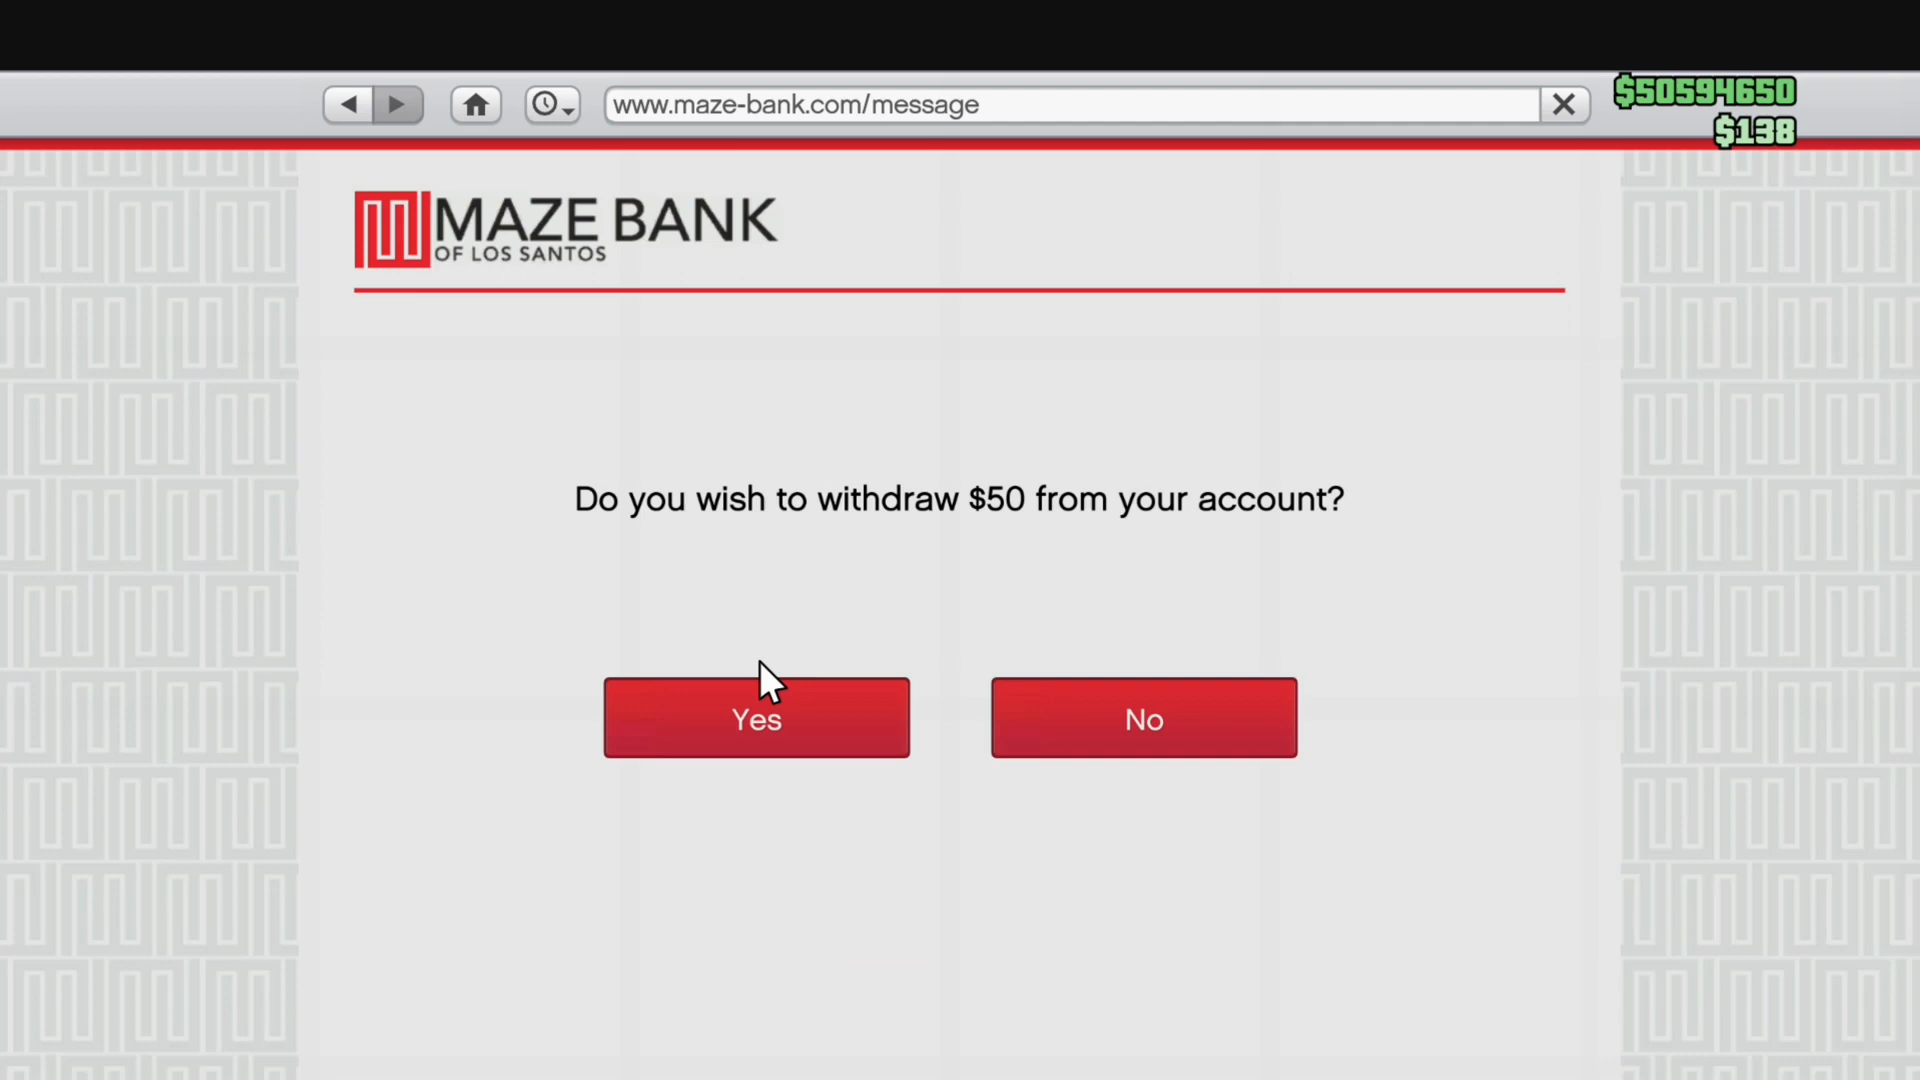 www.maze-bank.com/message
$50594650
$138
MAZE BANK
OF LOS SANTOS
Do you wish to withdraw $50 from your account?
Yes
No